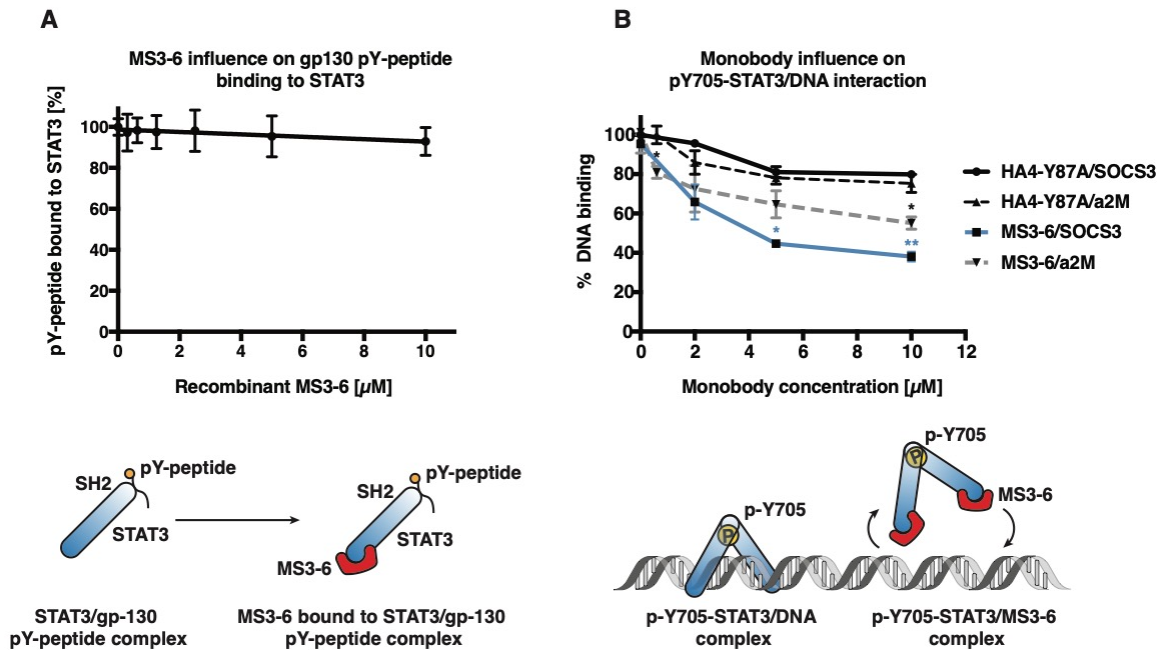 A
MS3-6 influence on gp130 pY-peptide
binding to STAT3
pY-peptide bound to STAT3 [%]
100
80
60
40
20
0
0 2 4 6 8 10
Recombinant MS3-6 [µM]
pY-peptide
SH2
STAT3
pY-peptide
SH2
STAT3
MS3-6
STAT3/gp-130
pY-peptide complex
MS3-6 bound to STAT3/gp-130
pY-peptide complex
B
Monobody influence on
pY705-STAT3/DNA interaction
% DNA binding
100
80
60
40
20
0
*
*
*
**
0 2 4 6 8 10 12
Monobody concentration [µM]
HA4-Y87A/SOCS3
HA4-Y87A/a2M
MS3-6/SOCS3
MS3-6/a2M
p-Y705
P
p-Y705
P
MS3-6
p-Y705-STAT3/DNA
complex
p-Y705-STAT3/MS3-6
complex